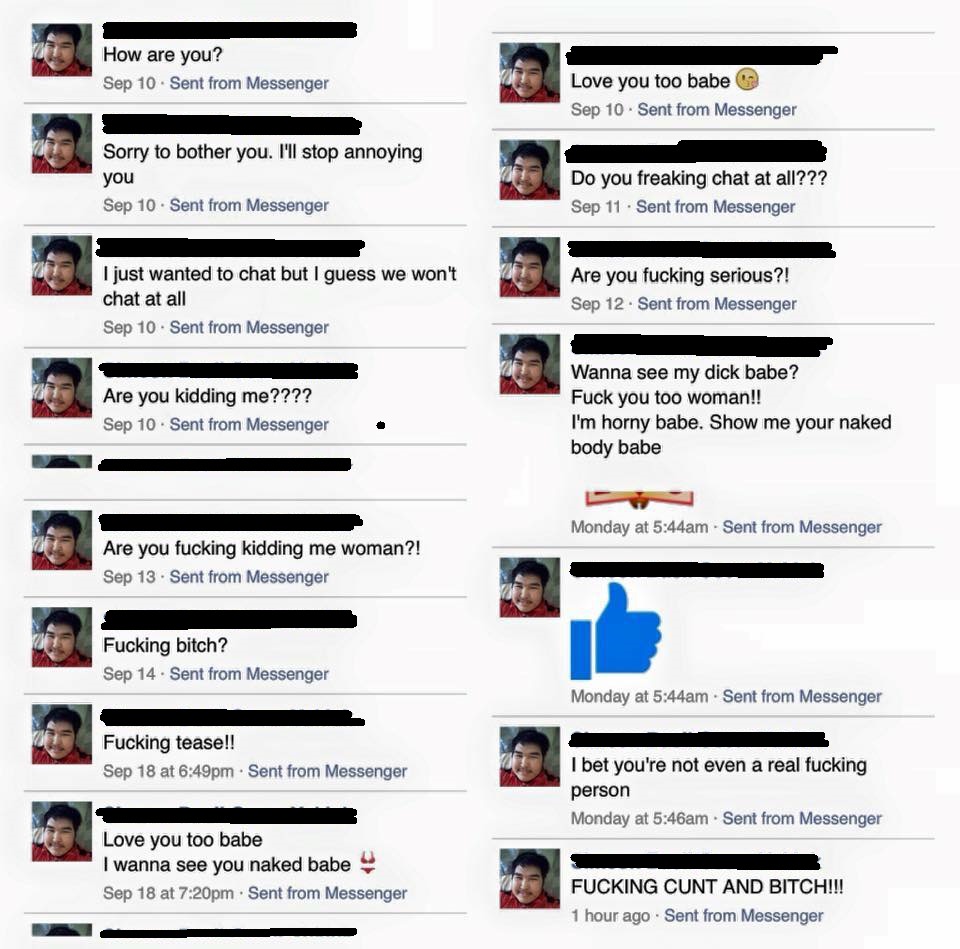 How are you?
Sep 10 · Sent from Messenger
Sorry to bother you. I'll stop annoying
you
Sep 10 · Sent from Messenger
I just wanted to chat but I guess we won't
chat at all
Sep 10 · Sent from Messenger
Are you kidding me????
Sep 10 · Sent from Messenger
Are you fucking kidding me woman?!
Sep 13 · Sent from Messenger
Fucking bitch?
Sep 14 · Sent from Messenger
Fucking tease!!
Sep 18 at 6:49pm · Sent from Messenger
Love you too babe
I wanna see you naked babe 👙
Sep 18 at 7:20pm · Sent from Messenger
Love you too babe 😘
Sep 10 · Sent from Messenger
Do you freaking chat at all???
Sep 11 · Sent from Messenger
Are you fucking serious?!
Sep 12 · Sent from Messenger
Wanna see my dick babe?
Fuck you too woman!!
I'm horny babe. Show me your naked
body babe
Monday at 5:44am · Sent from Messenger
Monday at 5:44am · Sent from Messenger
I bet you're not even a real fucking
person
Monday at 5:46am · Sent from Messenger
FUCKING CUNT AND BITCH!!!
1 hour ago · Sent from Messenger